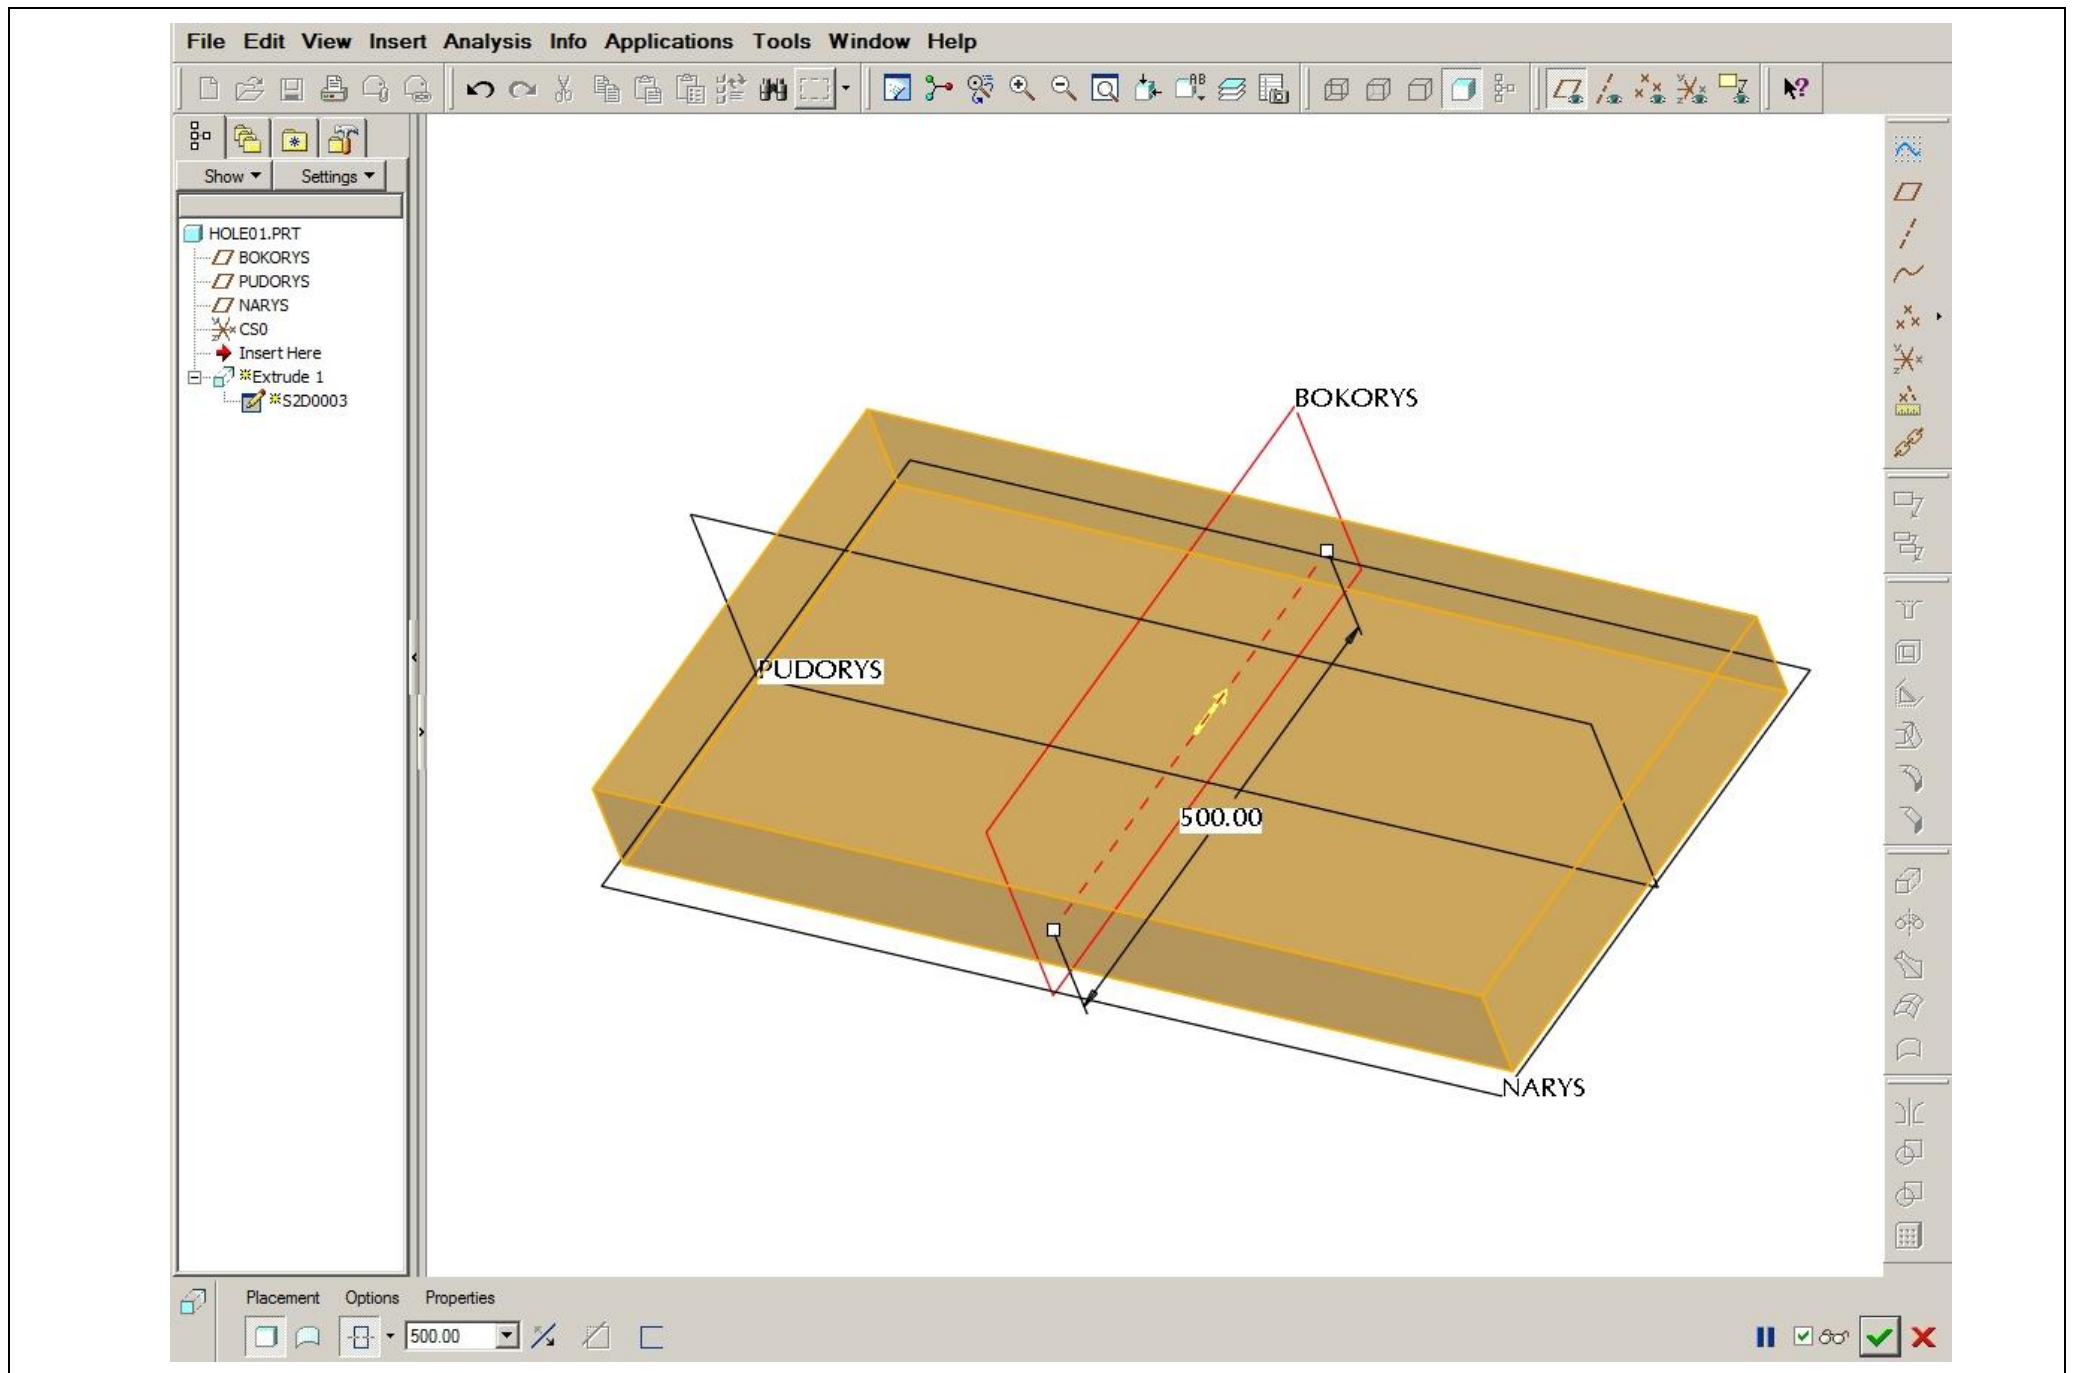 File Edit View Insert Analysis Info Applications Tools Window Help
Show Settings
HOLE01.PRT
BOKORYS
PUDORYS
NARYS
CS0
Insert Here
Extrude 1
S2D0003
BOKORYS
PUDORYS
500.00
NARYS
Placement Options Properties
500.00